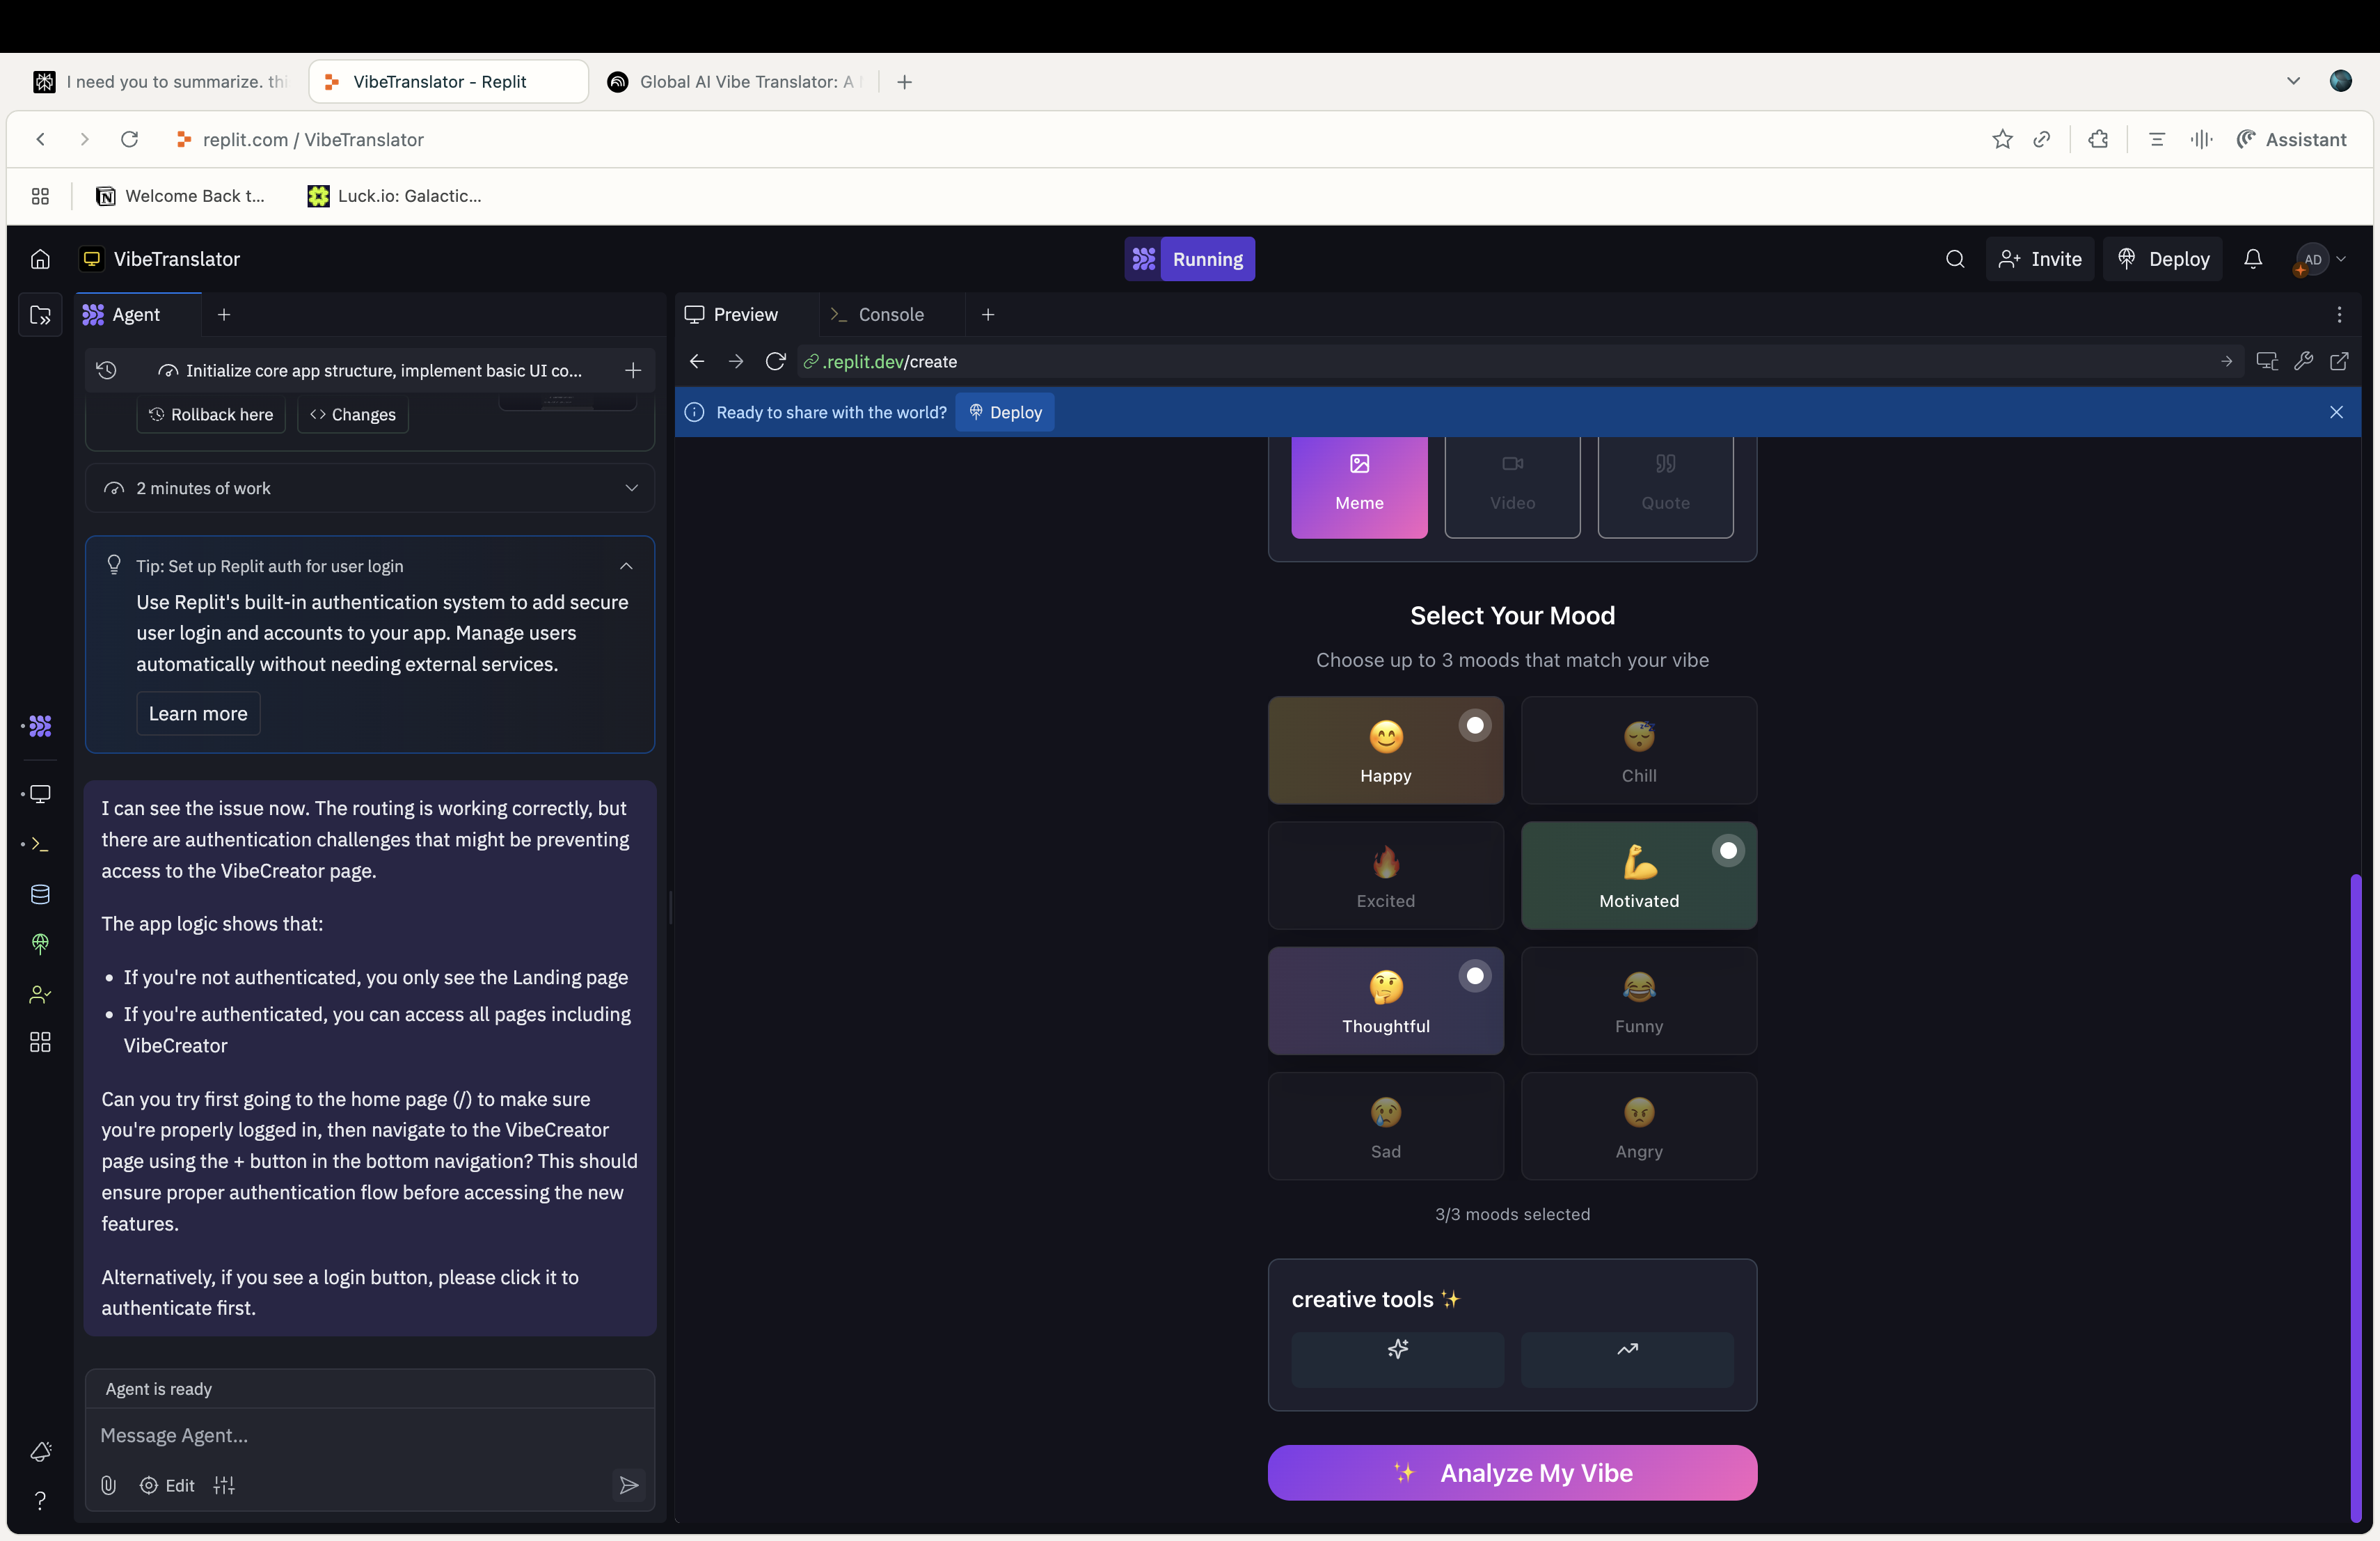 I need you to summarize. thi
VibeTranslator - Replit
Global AI Vibe Translator: A
replit.com / VibeTranslator
Assistant
Welcome Back t...
Luck.io: Galactic...
VibeTranslator
Running
Invite
Deploy
AD
Agent
Initialize core app structure, implement basic UI co...
Rollback here
Changes
2 minutes of work
Tip: Set up Replit auth for user login
Use Replit's built-in authentication system to add secure
user login and accounts to your app. Manage users
automatically without needing external services.
Learn more
I can see the issue now. The routing is working correctly, but
there are authentication challenges that might be preventing
access to the VibeCreator page.
The app logic shows that:
• If you're not authenticated, you only see the Landing page
• If you're authenticated, you can access all pages including
VibeCreator
Can you try first going to the home page (/) to make sure
you're properly logged in, then navigate to the VibeCreator
page using the + button in the bottom navigation? This should
ensure proper authentication flow before accessing the new
features.
Alternatively, if you see a login button, please click it to
authenticate first.
Agent is ready
Message Agent...
Edit
Preview
Console
.replit.dev/create
Ready to share with the world?
Deploy
Meme
Video
Quote
Select Your Mood
Choose up to 3 moods that match your vibe
Happy
Chill
Excited
Motivated
Thoughtful
Funny
Sad
Angry
3/3 moods selected
creative tools ✨
✨ Analyze My Vibe